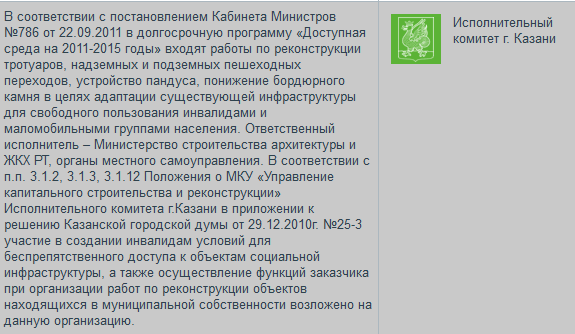 В соответствии с постановлением Кабинета Министров
№786 от 22.09.2011 в долгосрочную программу «Доступная
среда на 2011-2015 годы» входят работы по реконструкции
тротуаров, надземных и подземных пешеходных
переходов, устройство пандуса, понижение бордюрного
камня в целях адаптации существующей инфраструктуры
для свободного пользования инвалидами и
маломобильными группами населения. Ответственный
исполнитель – Министерство строительства архитектуры и
ЖКХ РТ, органы местного самоуправления. В соответствии с
п.п. 3.1.2, 3.1.3, 3.1.12 Положения о МКУ «Управление
капитального строительства и реконструкции»
Исполнительного комитета г.Казани в приложении к
решению Казанской городской думы от 29.12.2010г. №25-3
участие в создании инвалидам условий для
беспрепятственного доступа к объектам социальной
инфраструктуры, а также осуществление функций заказчика
при организации работ по реконструкции объектов
находящихся в муниципальной собственности возложено на
данную организацию.
Исполнительный
комитет г. Казани